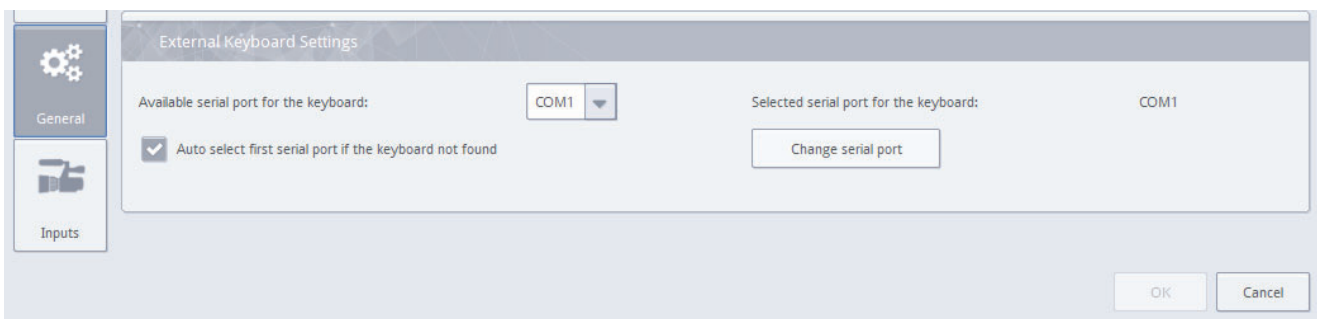 External Keyboard Settings
General
Available serial port for the keyboard:
COM1
Selected serial port for the keyboard:
COM1
Auto select first serial port if the keyboard not found
Change serial port
Inputs
OK
Cancel